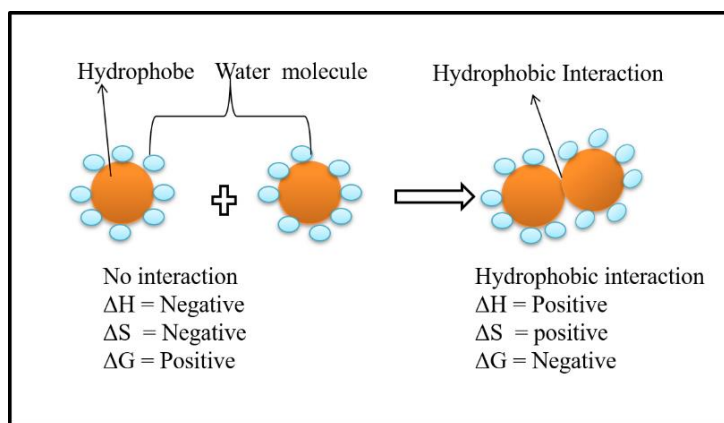 Hydrophobe Water molecule
Hydrophobic Interaction
No interaction
ΔH = Negative
ΔS = Negative
ΔG = Positive
Hydrophobic interaction
ΔH = Positive
ΔS = positive
ΔG = Negative